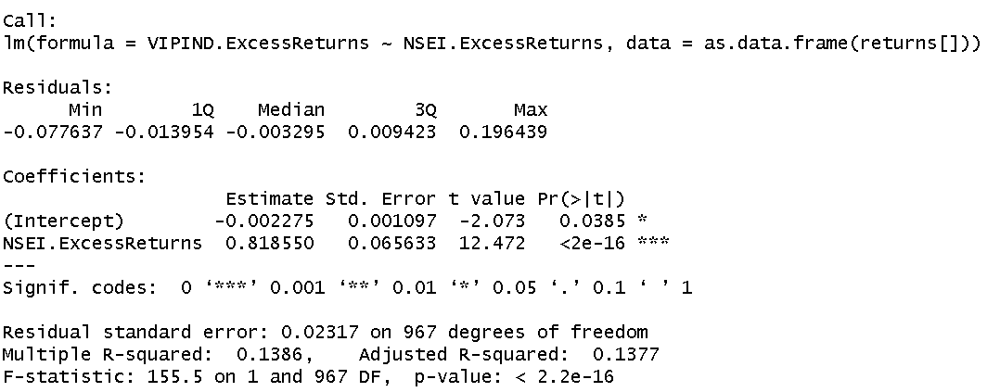 Call:
lm(formula = VIPIND.ExcessReturns ~ NSEI.ExcessReturns, data = as.data.frame(returns[]))
Residuals:
Min 1Q Median 3Q Max
-0.077637 -0.013954 -0.003295 0.009423 0.196439
Coefficients:
Estimate Std. Error t value Pr(>|t|)
(Intercept) -0.002275 0.001097 -2.073 0.0385 *
NSEI.ExcessReturns 0.818550 0.065633 12.472 <2e-16 ***
---
Signif. codes: 0 ‘***’ 0.001 ‘**’ 0.01 ‘*’ 0.05 ‘.’ 0.1 ‘ ’ 1
Residual standard error: 0.02317 on 967 degrees of freedom
Multiple R-squared: 0.1386, Adjusted R-squared: 0.1377
F-statistic: 155.5 on 1 and 967 DF, p-value: < 2.2e-16